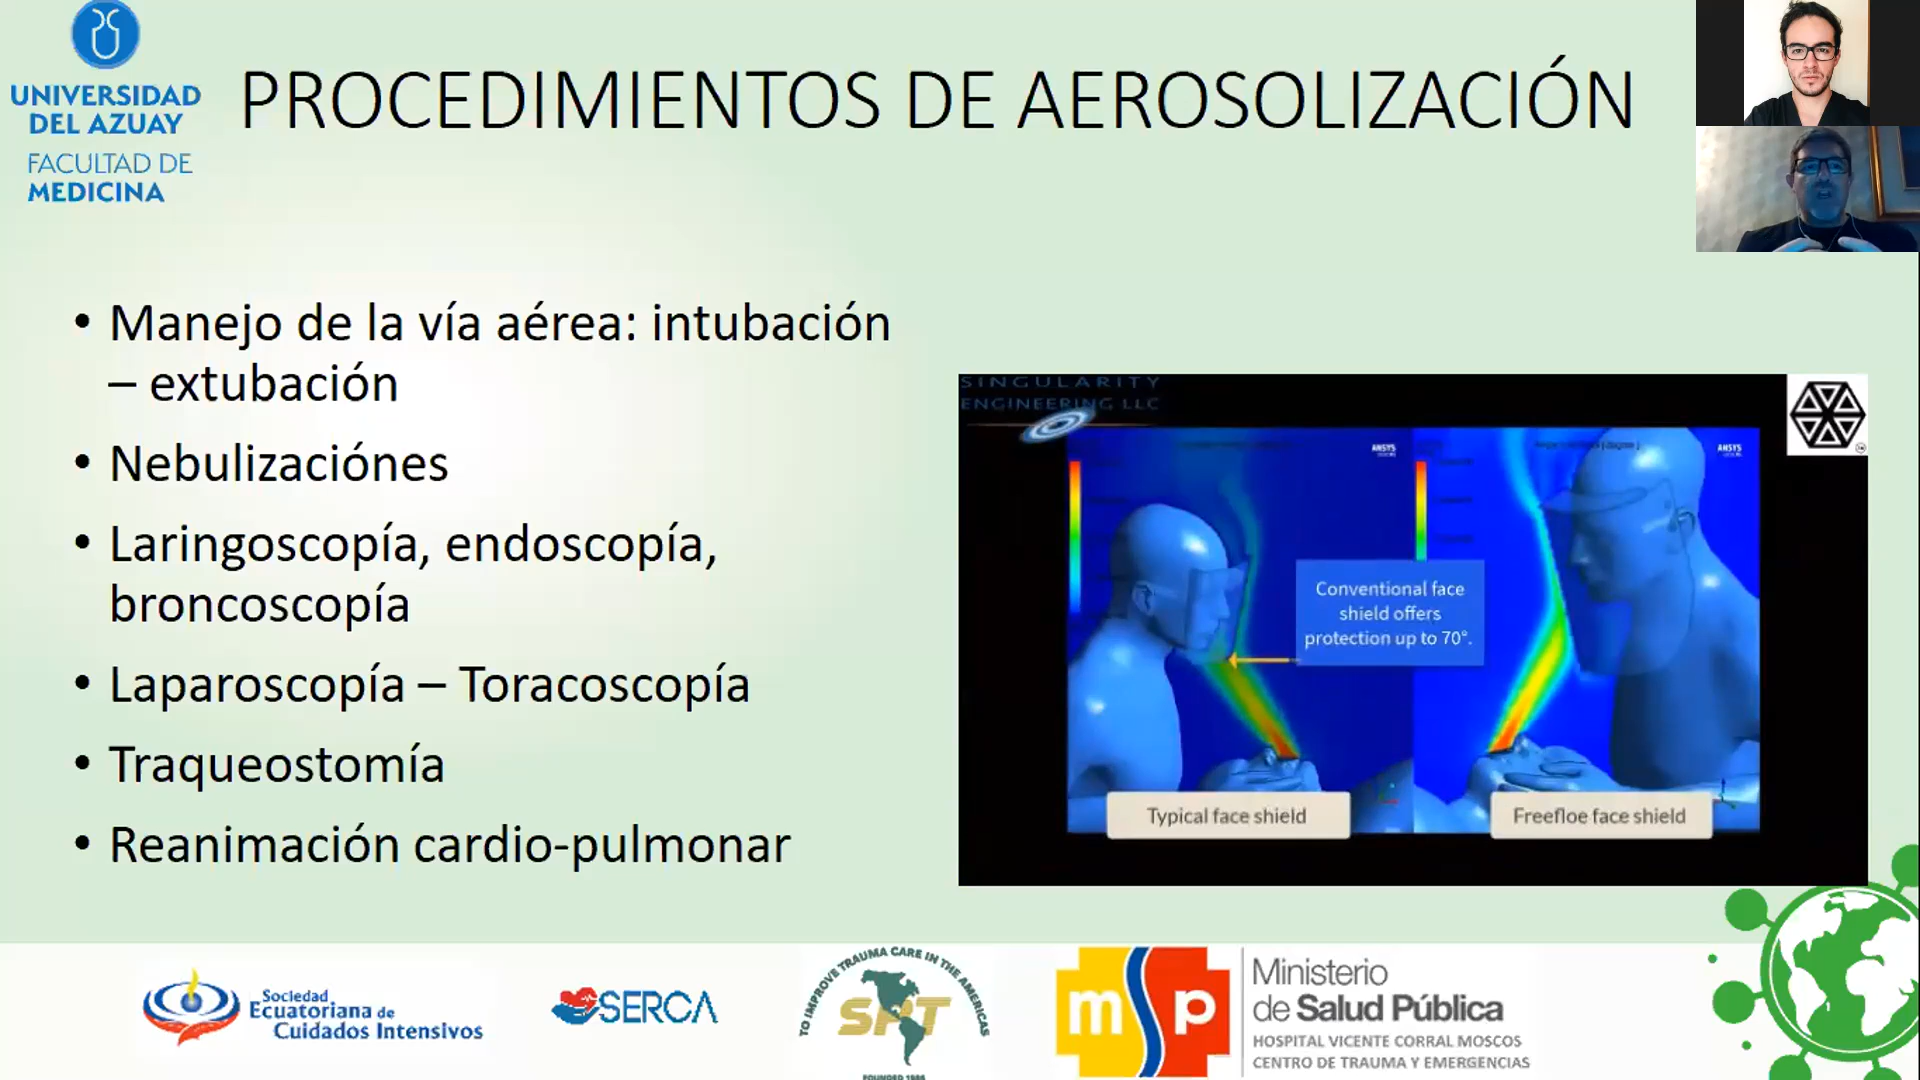 UNIVERSIDAD
DEL AZUAY
FACULTAD DE
MEDICINA
PROCEDIMIENTOS DE AEROSOLIZACIÓN
• Manejo de la vía aérea: intubación
– extubación
• Nebulizaciónes
• Laringoscopía, endoscopía,
broncoscopía
• Laparoscopía – Toracoscopía
• Traqueostomía
• Reanimación cardio-pulmonar
SINGULARITY
ENGINEERING LLC
ANSYS
ANSYS
Conventional face
shield offers
protection up to 70°.
Typical face shield
Freefloe face shield
Sociedad
Ecuatoriana de
Cuidados Intensivos
SERCA
TO IMPROVE TRAUMA CARE IN THE AMERICAS
SPT
FOUNDED 1986
msp
Ministerio
de Salud Pública
HOSPITAL VICENTE CORRAL MOSCOS
CENTRO DE TRAUMA Y EMERGENCIAS